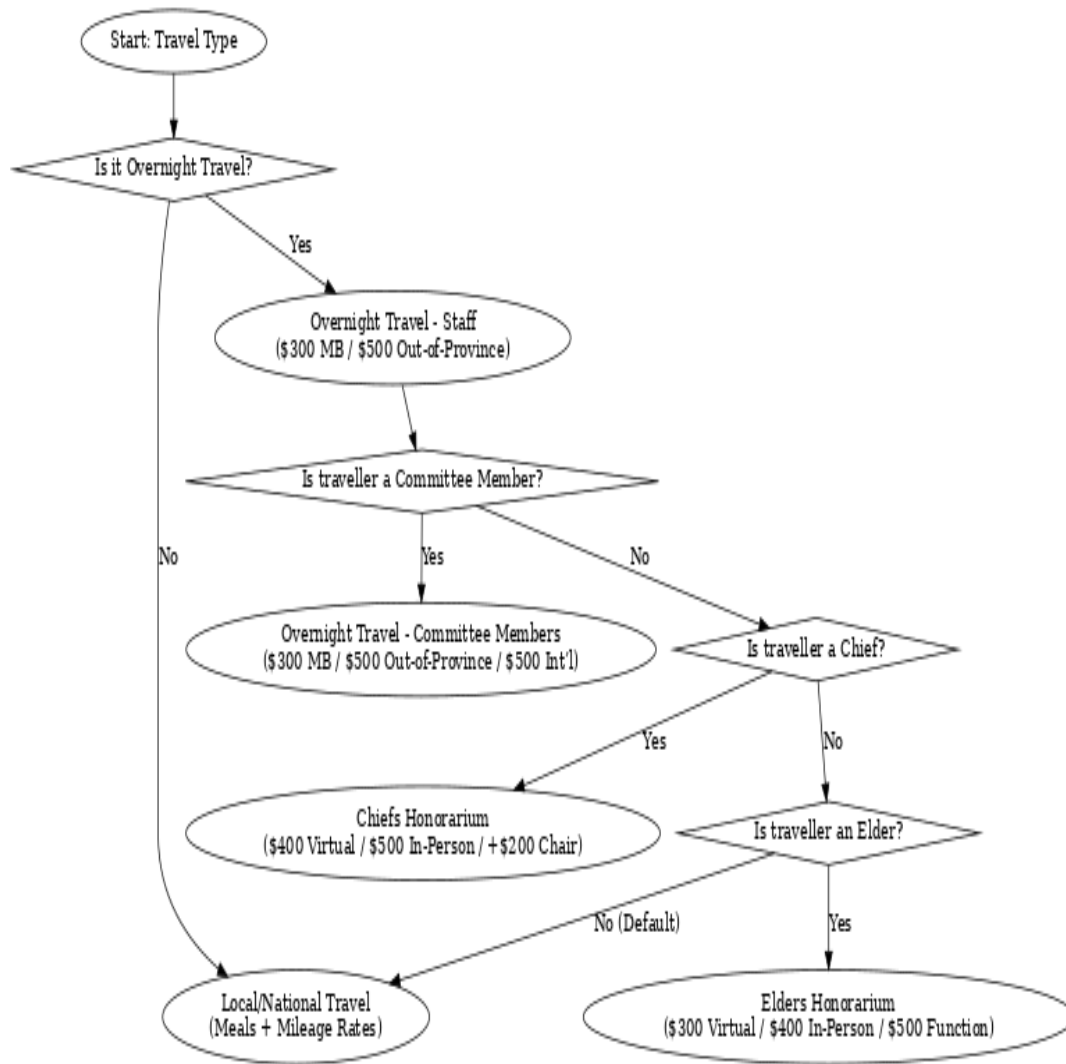 Start: Travel Type
Is it Overnight Travel?
Yes
Overnight Travel - Staff
($300 MB / $500 Out-of-Province)
Is traveller a Committee Member?
No
Yes
No
Overnight Travel - Committee Members
($300 MB / $500 Out-of-Province / $500 Int'l)
Is traveller a Chief?
Yes
No
Chiefs Honorarium
($400 Virtual / $500 In-Person / +$200 Chair)
Is traveller an Elder?
No (Default)
Yes
Local/National Travel
(Meals + Mileage Rates)
Elders Honorarium
($300 Virtual / $400 In-Person / $500 Function)